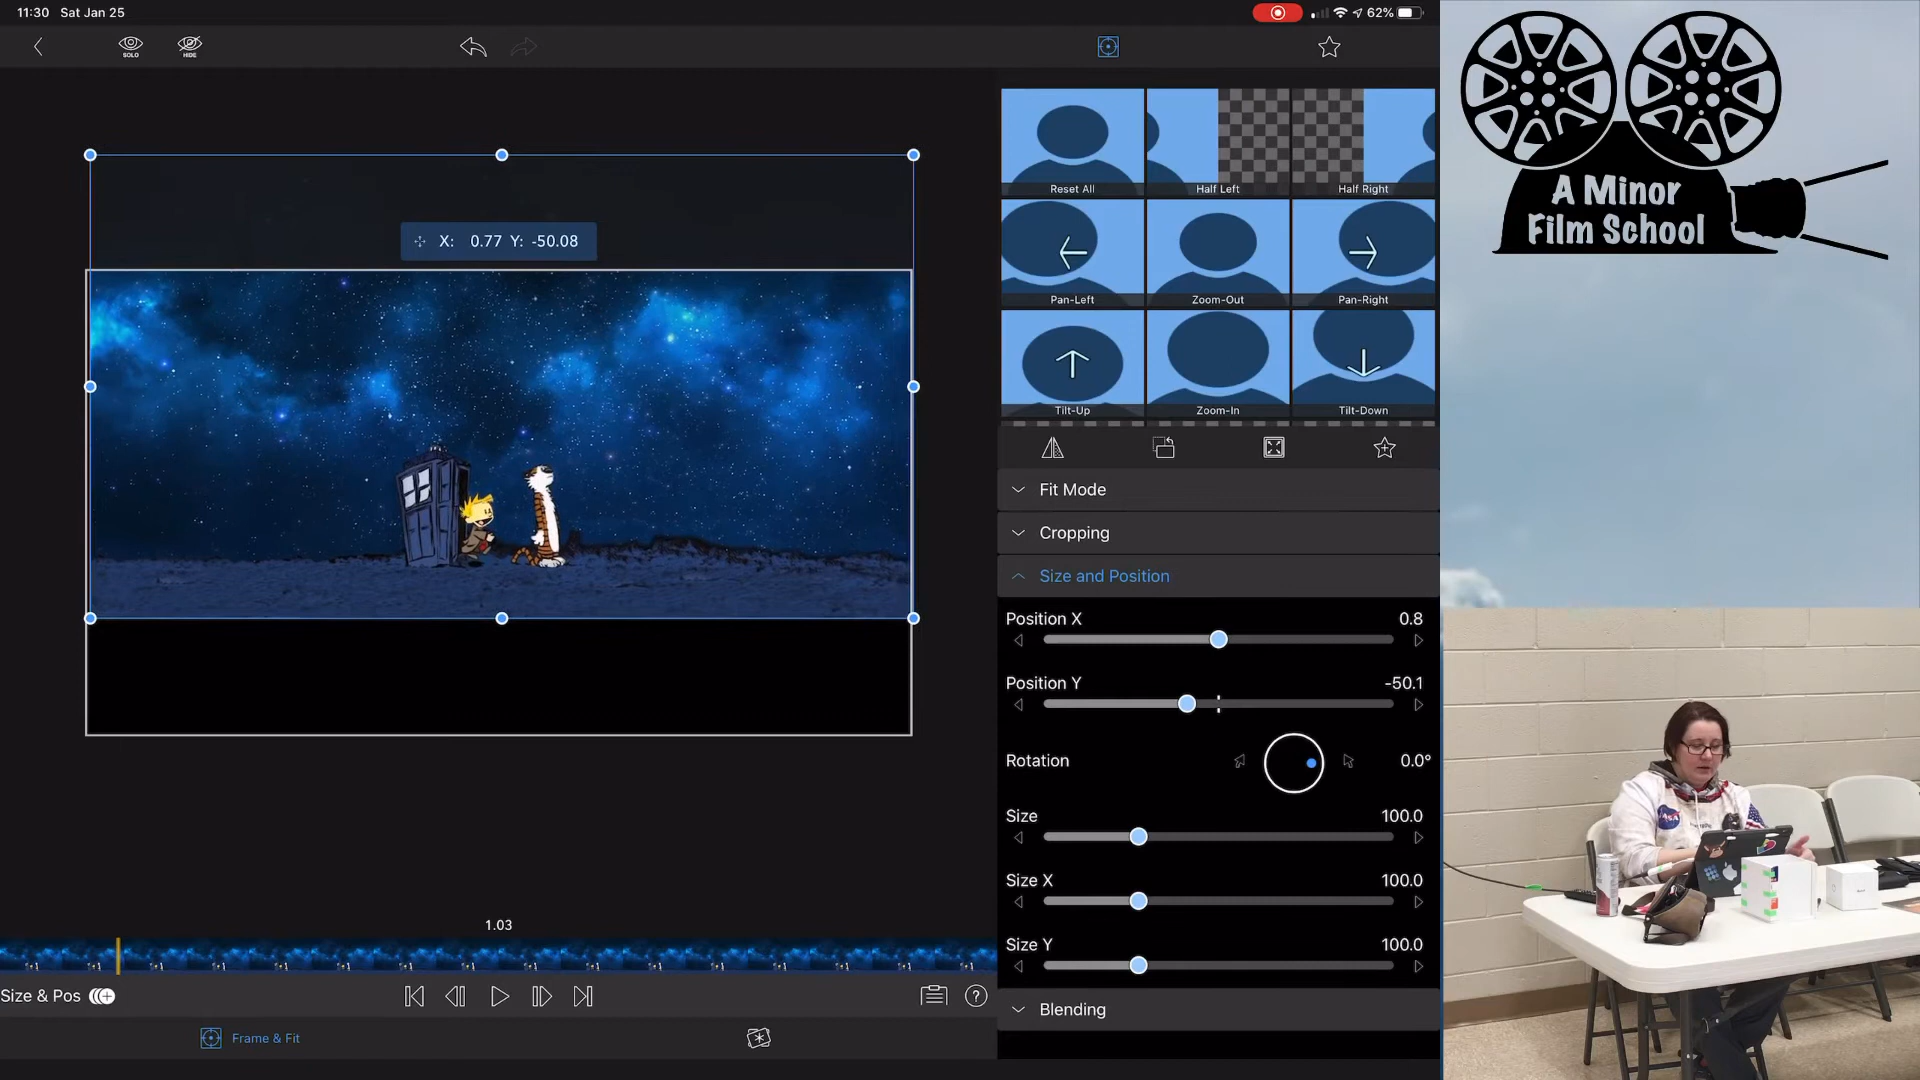 11:30 Sat Jan 25
62%
SOLO
HIDE
X: 0.77 Y: -50.08
Reset All
Half Left
Half Right
Pan-Left
Zoom-Out
Pan-Right
Tilt-Up
Zoom-In
Tilt-Down
Fit Mode
Cropping
Size and Position
Position X 0.8
Position Y -50.1
Rotation 0.0°
Size 100.0
Size X 100.0
Size Y 100.0
Blending
1.03
Size & Pos
?
Frame & Fit
A Minor
Film School
NASA